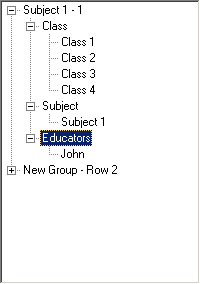 Subject 1 - 1
Class
Class 1
Class 2
Class 3
Class 4
Subject
Subject 1
Educators
John
New Group - Row 2